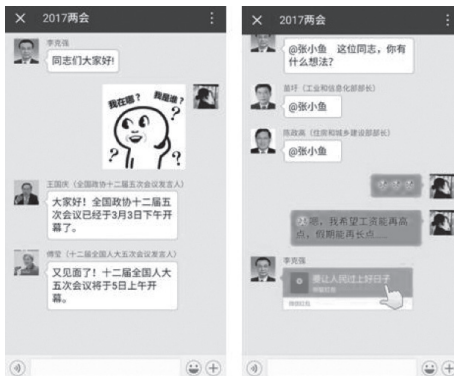 2017两会
李克强
同志们大家好!
我在哪?
我是谁?
王国庆（全国政协十二届五次会议发言人）
大家好！全国政协十二届五
次会议已经于3月3日下午开
幕了。
傅莹（十二届全国人大五次会议发言人）
又见面了！十二届全国人大
五次会议将于5日上午开
幕。
2017两会
@张小鱼 这位同志，你有
什么想法?
苗圩（工业和信息化部部长）
@张小鱼
陈政高（住房和城乡建设部部长）
@张小鱼
嗯，我希望工资能再高
点，假期能再长点......
李克强
要让人民过上好日子
领取红包
微信红包